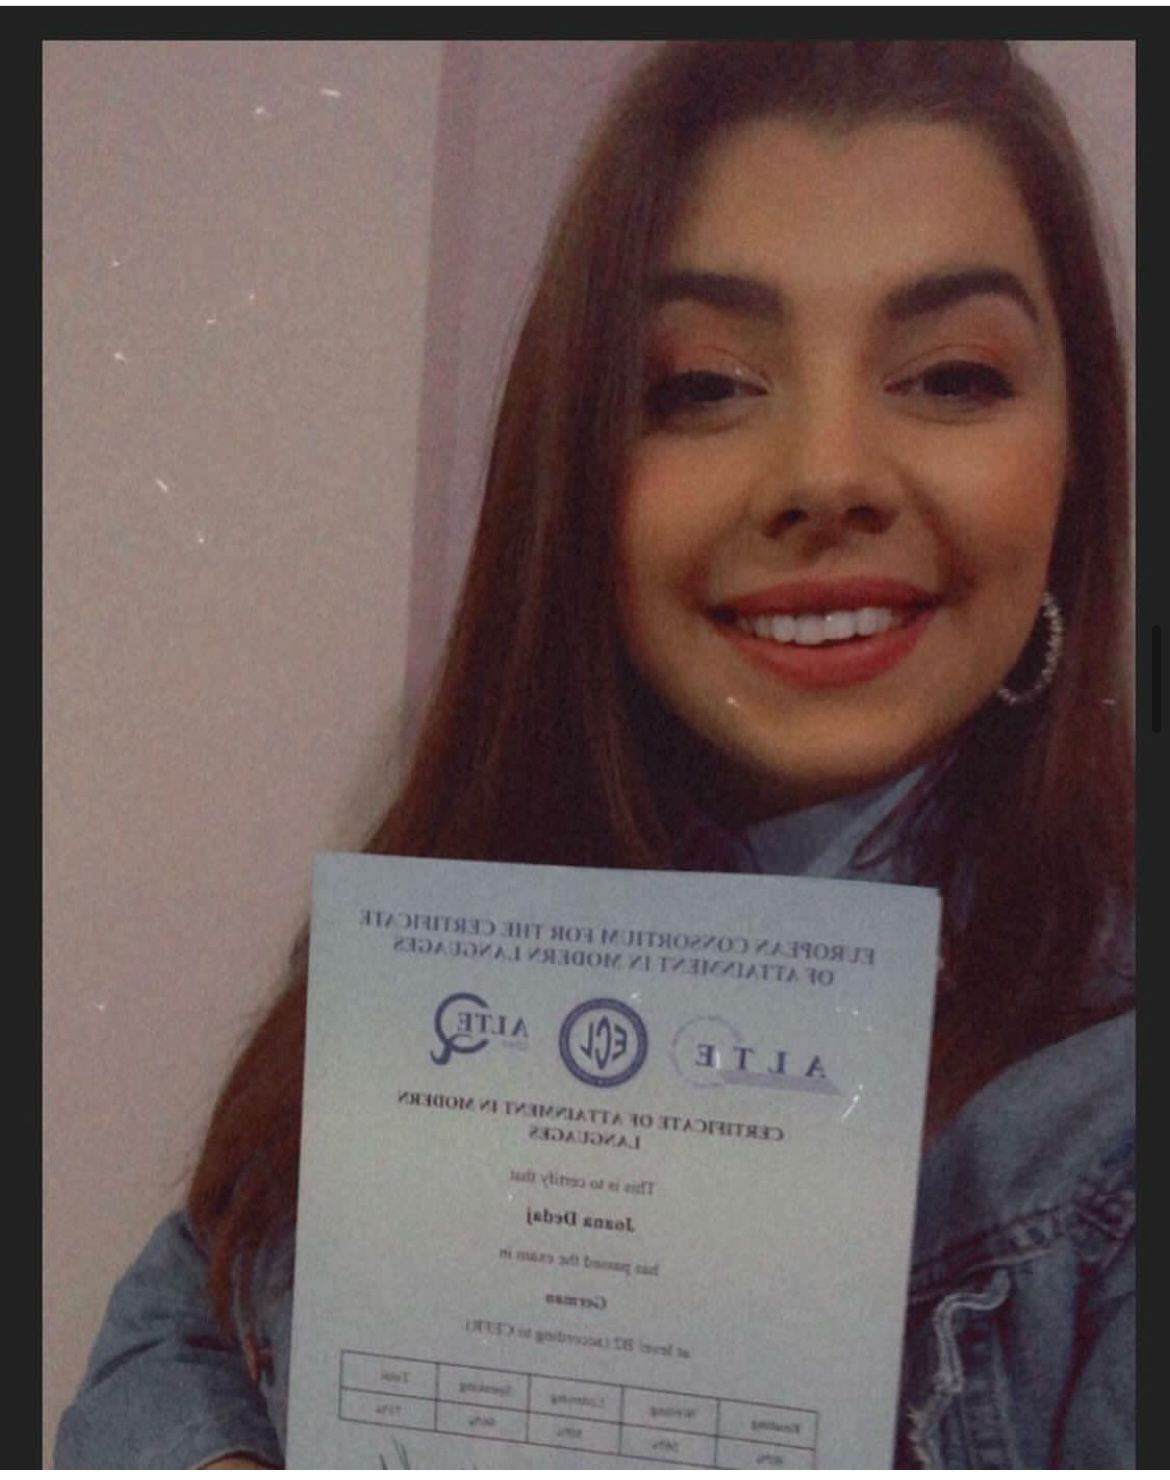 EUROPEAN CONSORTIUM FOR THE CERTIFICATE
OF ATTAINMENT IN MODERN LANGUAGES
ALTE
ECL
ALTE
CERTIFICATE OF ATTAINMENT IN MODERN
LANGUAGES
This is to certify that
Joana Dedaj
has passed the exam in
German
at level B2 (according to CEFR)
Reading Writing Listening Speaking Total